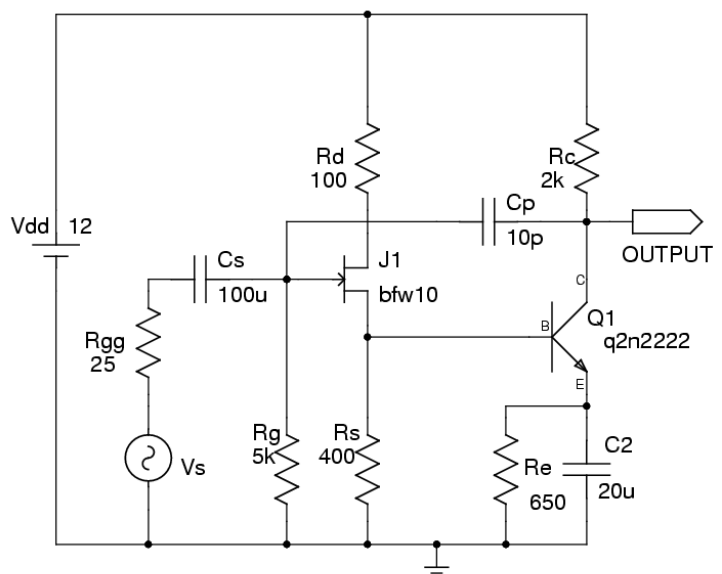 Rd
100
Rc
2k
Vdd 12
Cp
10p
OUTPUT
Cs
100u
J1
bfw10
C
Rgg
25
B
Q1
q2n2222
E
Vs
Rg
5k
Rs
400
Re
650
C2
20u